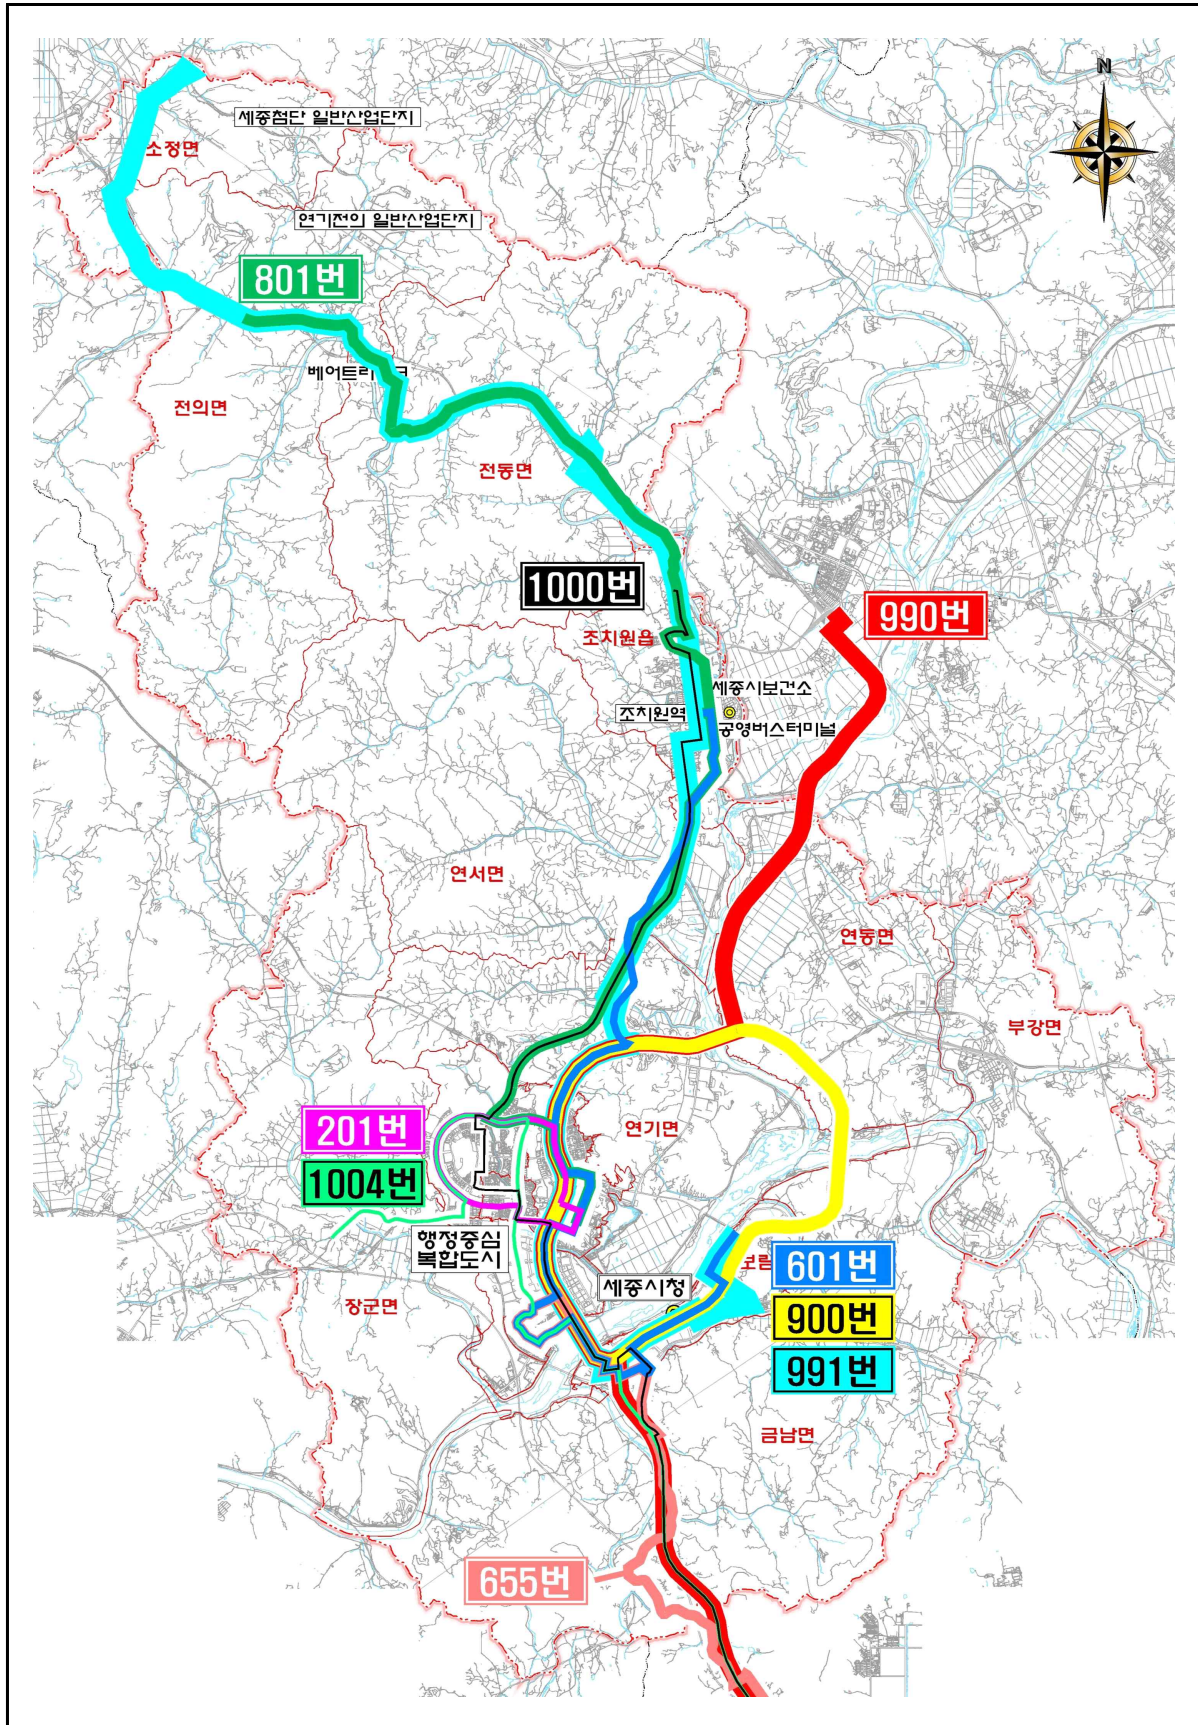 N
세종첨단 일반산업단지
소정면
연기전의 일반산업단지
801번
전의면
전동면
1000번
조치원읍
990번
세종시보건소
조치원역
공영버스터미널
연서면
연동면
부강면
201번
연기면
1004번
행정중심
복합도시
601번
세종시청
장군면
900번
991번
금남면
655번